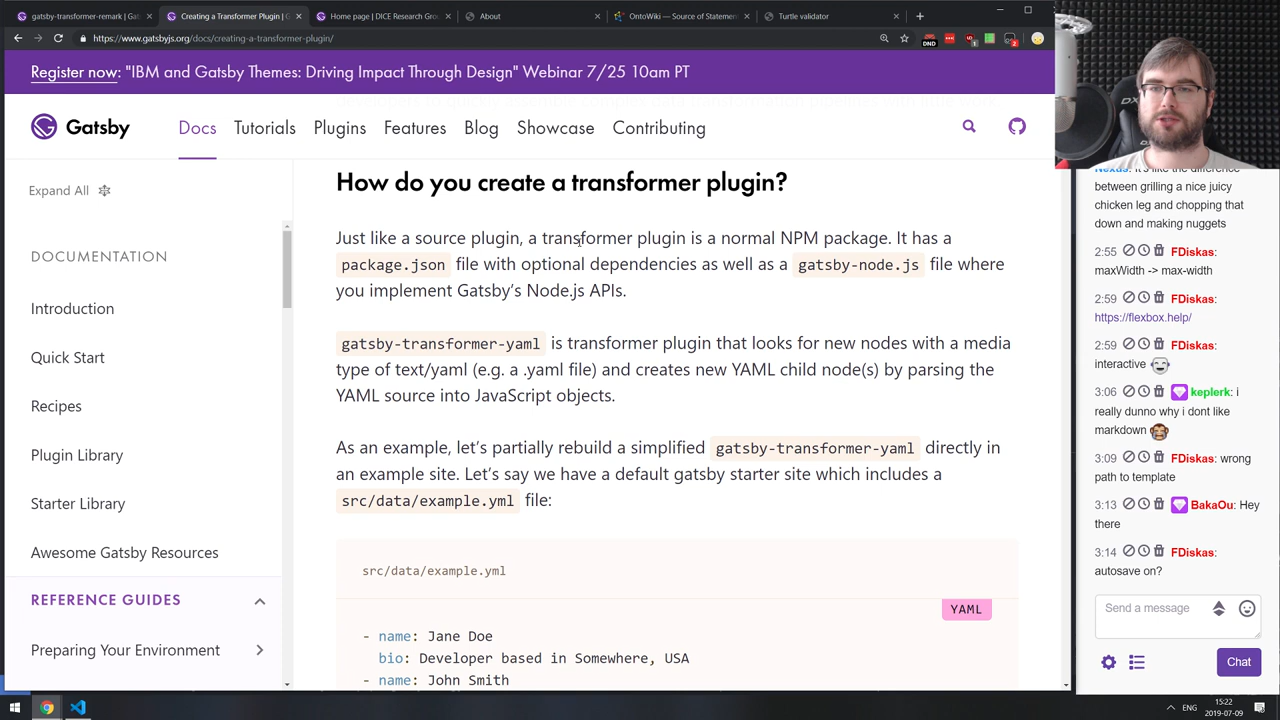 gatsby-transformer-remark | Gat
Creating a Transformer Plugin | G
Home page | DICE Research Grou
About
OntoWiki — Source of Statemen
Turtle validator
https://www.gatsbyjs.org/docs/creating-a-transformer-plugin/
DND
Register now: "IBM and Gatsby Themes: Driving Impact Through Design" Webinar 7/25 10am PT
Gatsby
Docs
Tutorials
Plugins
Features
Blog
Showcase
Contributing
Expand All
DOCUMENTATION
Introduction
Quick Start
Recipes
Plugin Library
Starter Library
Awesome Gatsby Resources
REFERENCE GUIDES
Preparing Your Environment
How do you create a transformer plugin?
Just like a source plugin, a transformer plugin is a normal NPM package. It has a
package.json file with optional dependencies as well as a gatsby-node.js file where
you implement Gatsby's Node.js APIs.
gatsby-transformer-yaml is transformer plugin that looks for new nodes with a media
type of text/yaml (e.g. a .yaml file) and creates new YAML child node(s) by parsing the
YAML source into JavaScript objects.
As an example, let's partially rebuild a simplified gatsby-transformer-yaml directly in
an example site. Let's say we have a default gatsby starter site which includes a
src/data/example.yml file:
src/data/example.yml
YAML
- name: Jane Doe
bio: Developer based in Somewhere, USA
- name: John Smith
Nexus: It's like the difference
between grilling a nice juicy
chicken leg and chopping that
down and making nuggets
2:55 FDiskas:
maxWidth -> max-width
2:59 FDiskas:
https://flexbox.help/
2:59 FDiskas:
interactive
3:06 keplerk: i
really dunno why i dont like
markdown
3:09 FDiskas: wrong
path to template
3:13 BakaOu: Hey
there
3:14 FDiskas:
autosave on?
Send a message
Chat
ENG
15:22
2019-07-09